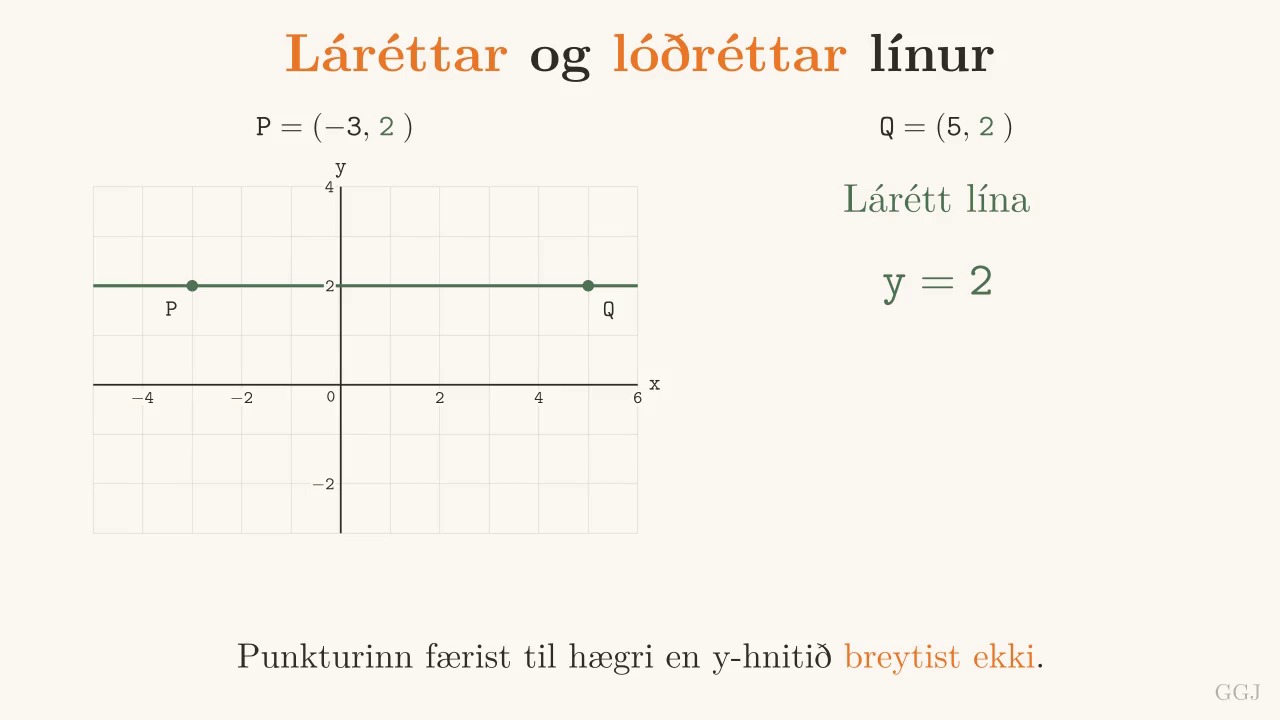 Láréttar og lóðréttar línur
P = (−3, 2 )
Q = (5, 2 )
Lárétt lína
y = 2
y
4
2
P
Q
−4
−2
0
2
4
6
x
−2
Punkturinn færist til hægri en y-hnitið breytist ekki.
GGJ